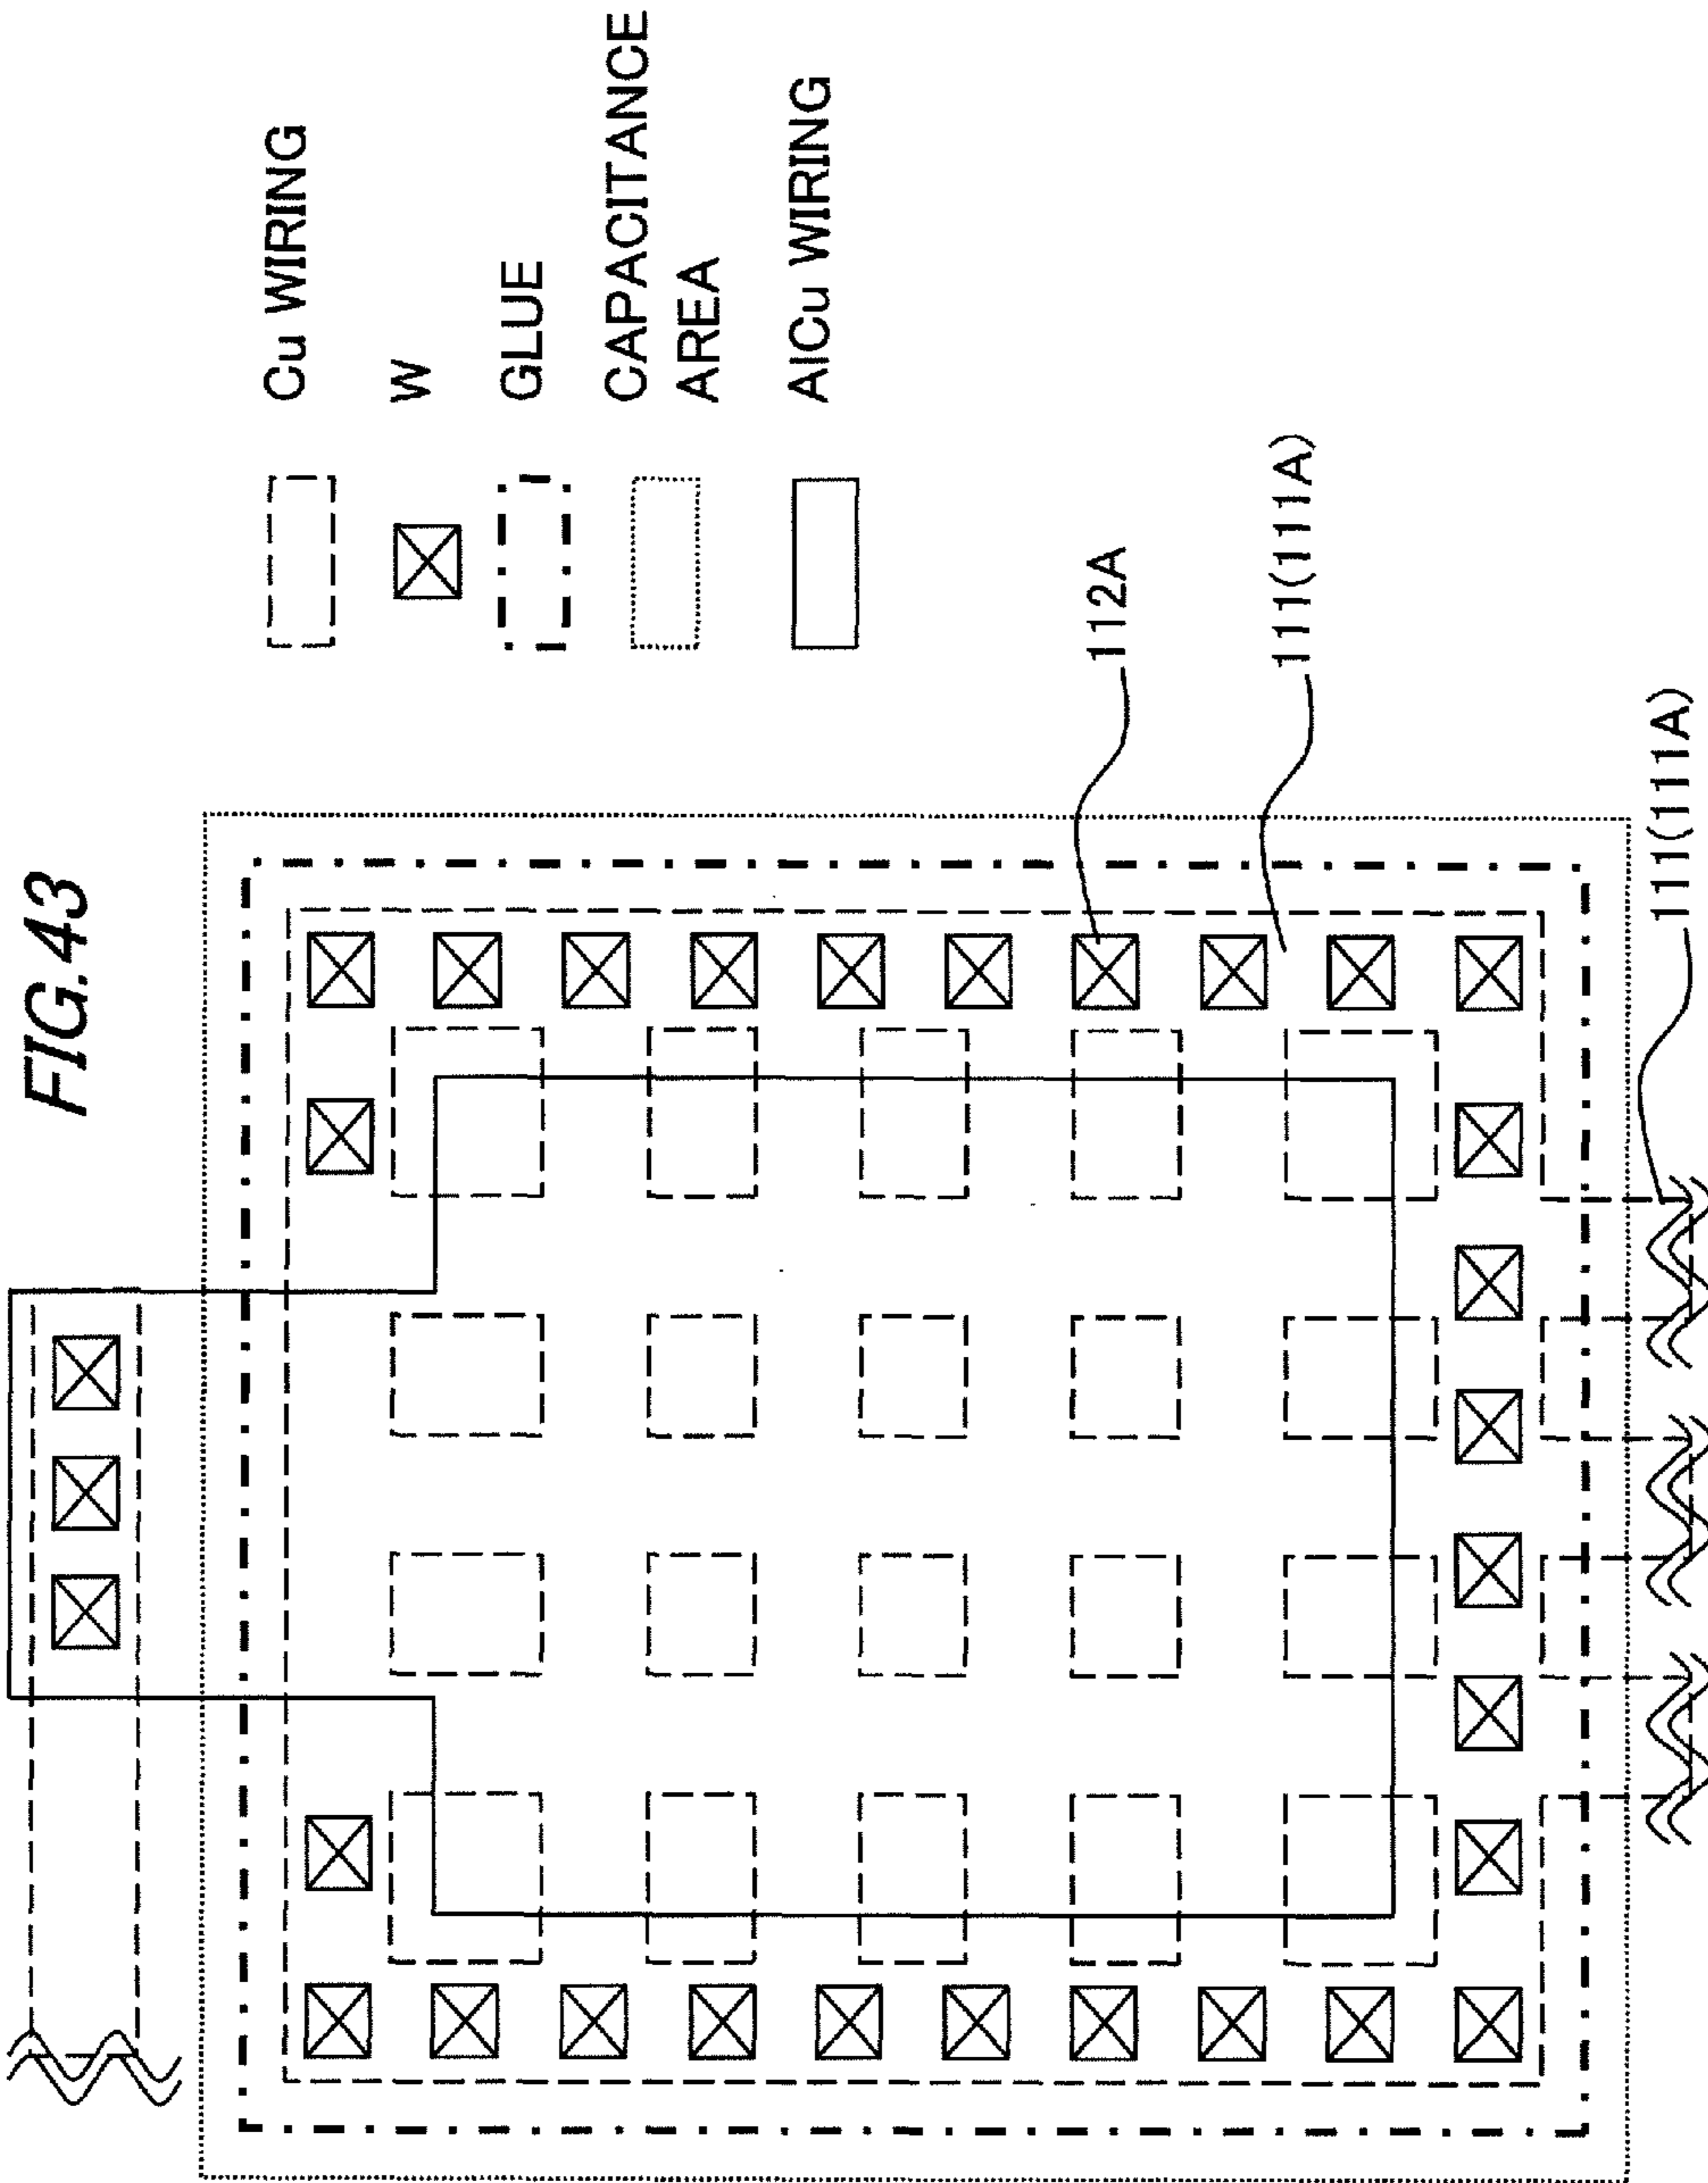 FIG.43
Cu WIRING
W
GLUE
CAPACITANCE
AREA
AlCu WIRING
112A
111(111A)
111(111A)